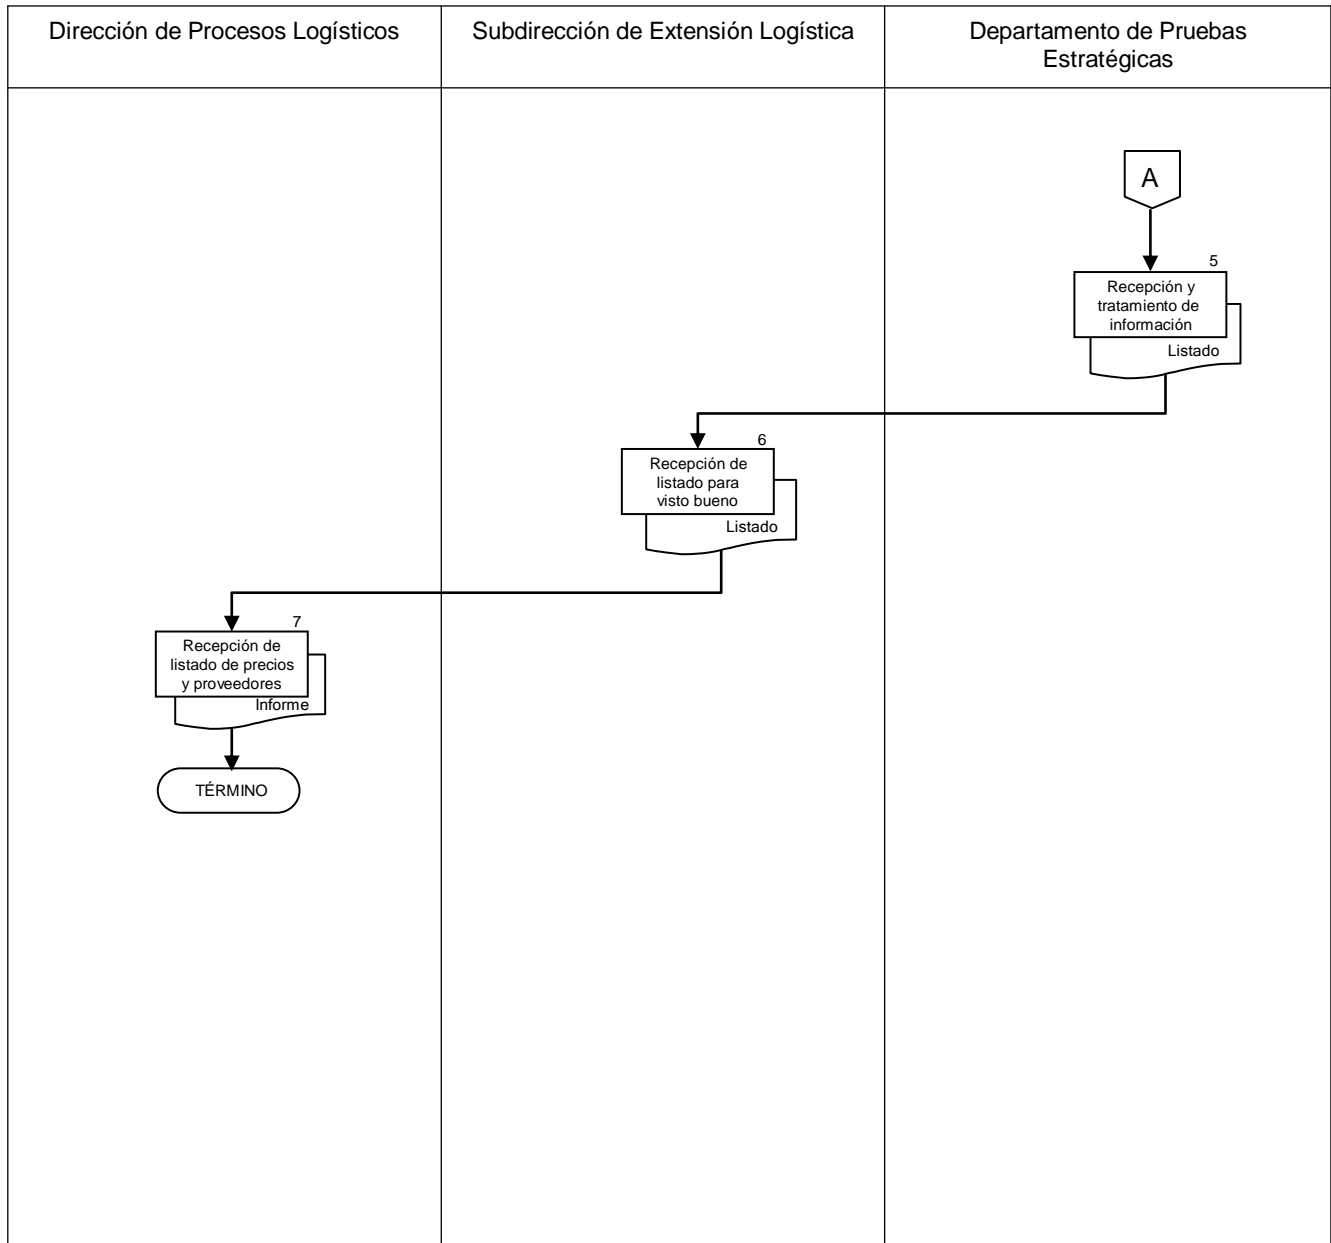 Dirección de Procesos Logísticos
Subdirección de Extensión Logística
Departamento de Pruebas
Estratégicas
A
5
Recepción y
tratamiento de
información
Listado
6
Recepción de
listado para
visto bueno
Listado
7
Recepción de
listado de precios
y proveedores
Informe
TÉRMINO